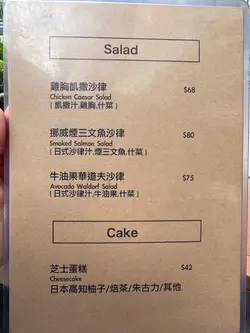 Salad
雞胸凱撒沙律 $68
Chicken Caesar Salad
( 凱撒汁,雞胸,什菜 )
挪威煙三文魚沙律 $80
Smoked Salmon Salad
( 日式沙律汁,煙三文魚,什菜 )
牛油果華道夫沙律 $75
Avocado Waldorf Salad
( 日式沙律汁,牛油果,什菜 )
Cake
芝士蛋糕 $42
Cheesecake
日本高知柚子/焙茶/朱古力/其他